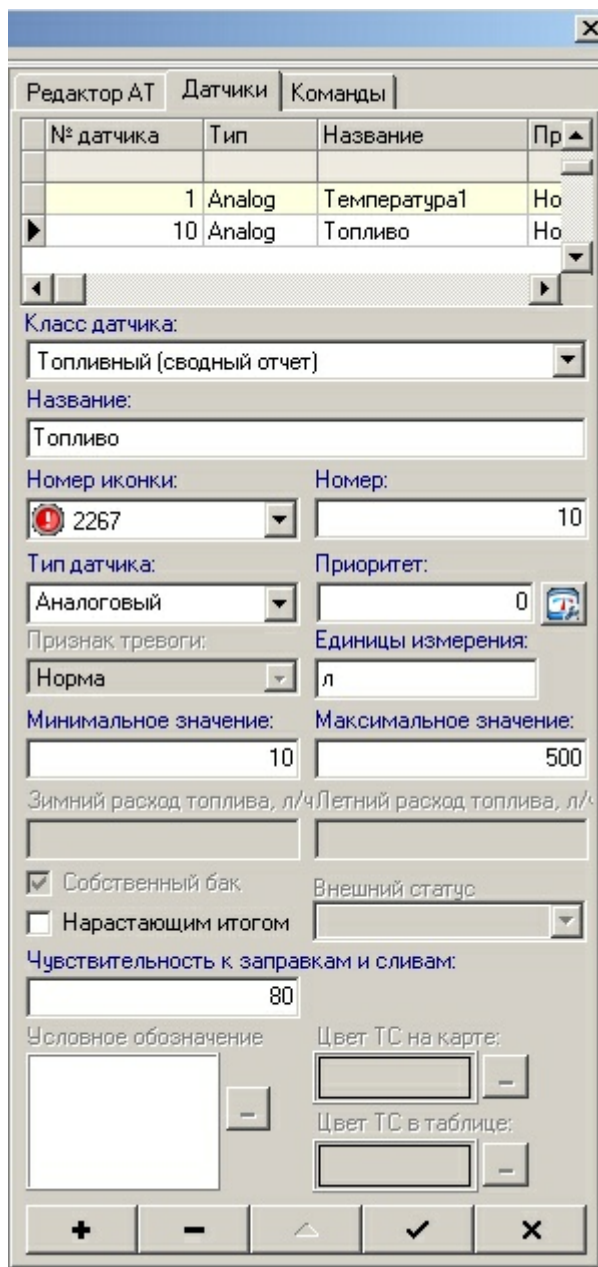 Редактор АТ Датчики Команды
№ датчика Тип Название Пр
1 Analog Температура1 Но
10 Analog Топливо Но
Класс датчика:
Топливный (сводный отчет)
Название:
Топливо
Номер иконки: Номер:
2267 10
Тип датчика: Приоритет:
Аналоговый 0
Признак тревоги: Единицы измерения:
Норма л
Минимальное значение: Максимальное значение:
10 500
Зимний расход топлива, л/ч Летний расход топлива, л/ч
Собственный бак Внешний статус
Нарастающим итогом
Чувствительность к заправкам и сливам:
80
Условное обозначение Цвет ТС на карте:
Цвет ТС в таблице: